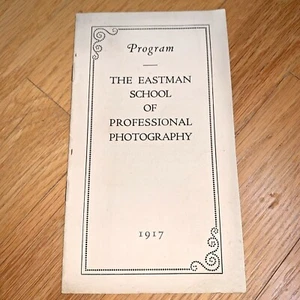 Program
THE EASTMAN
SCHOOL
OF
PROFESSIONAL
PHOTOGRAPHY
1917